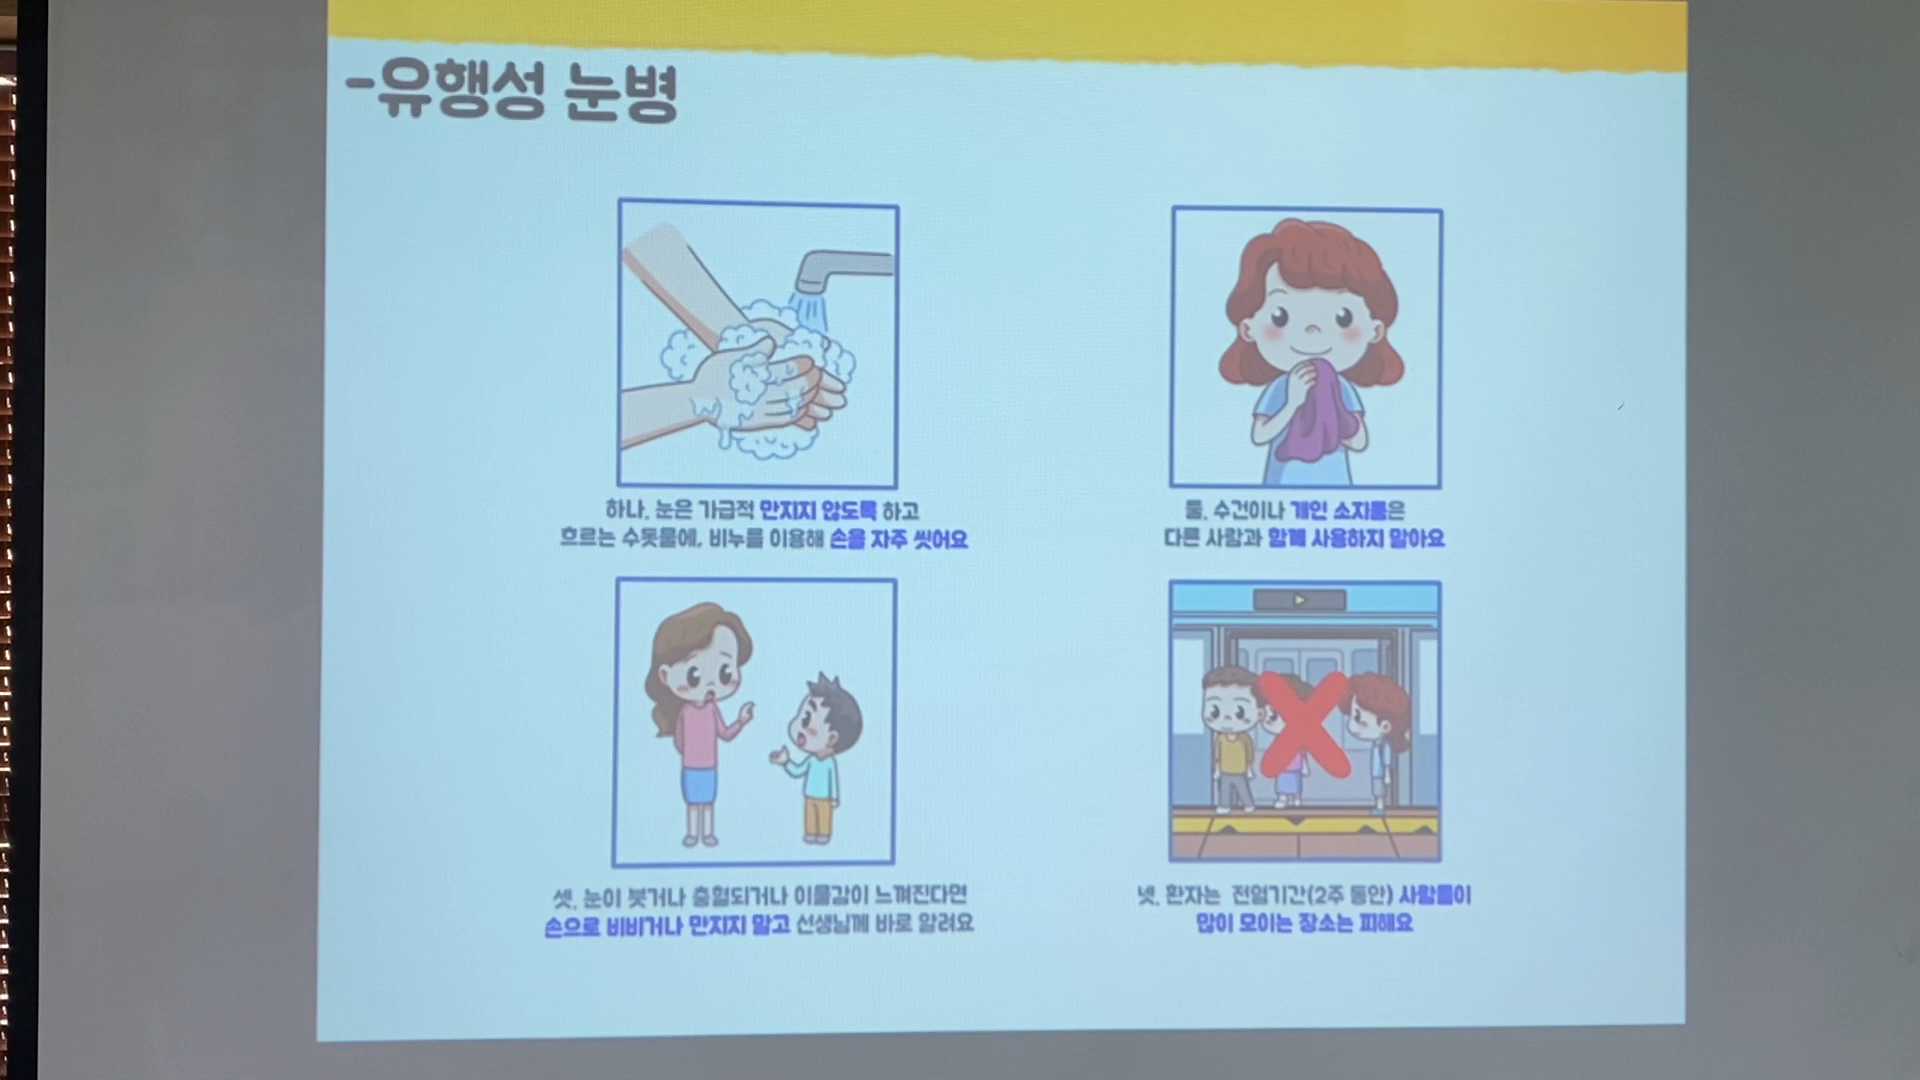 -유행성 눈병
하나, 눈은 가급적 만지지 않도록 하고
흐르는 수돗물에, 비누를 이용해 손을 자주 씻어요
둘, 수건이나 개인 소지품은
다른 사람과 함께 사용하지 말아요
셋, 눈이 붓거나 충혈되거나 이물감이 느껴진다면
손으로 비비거나 만지지 말고 선생님께 바로 알려요
넷, 환자는 전염기간(2주 동안) 사람들이
많이 모이는 장소는 피해요